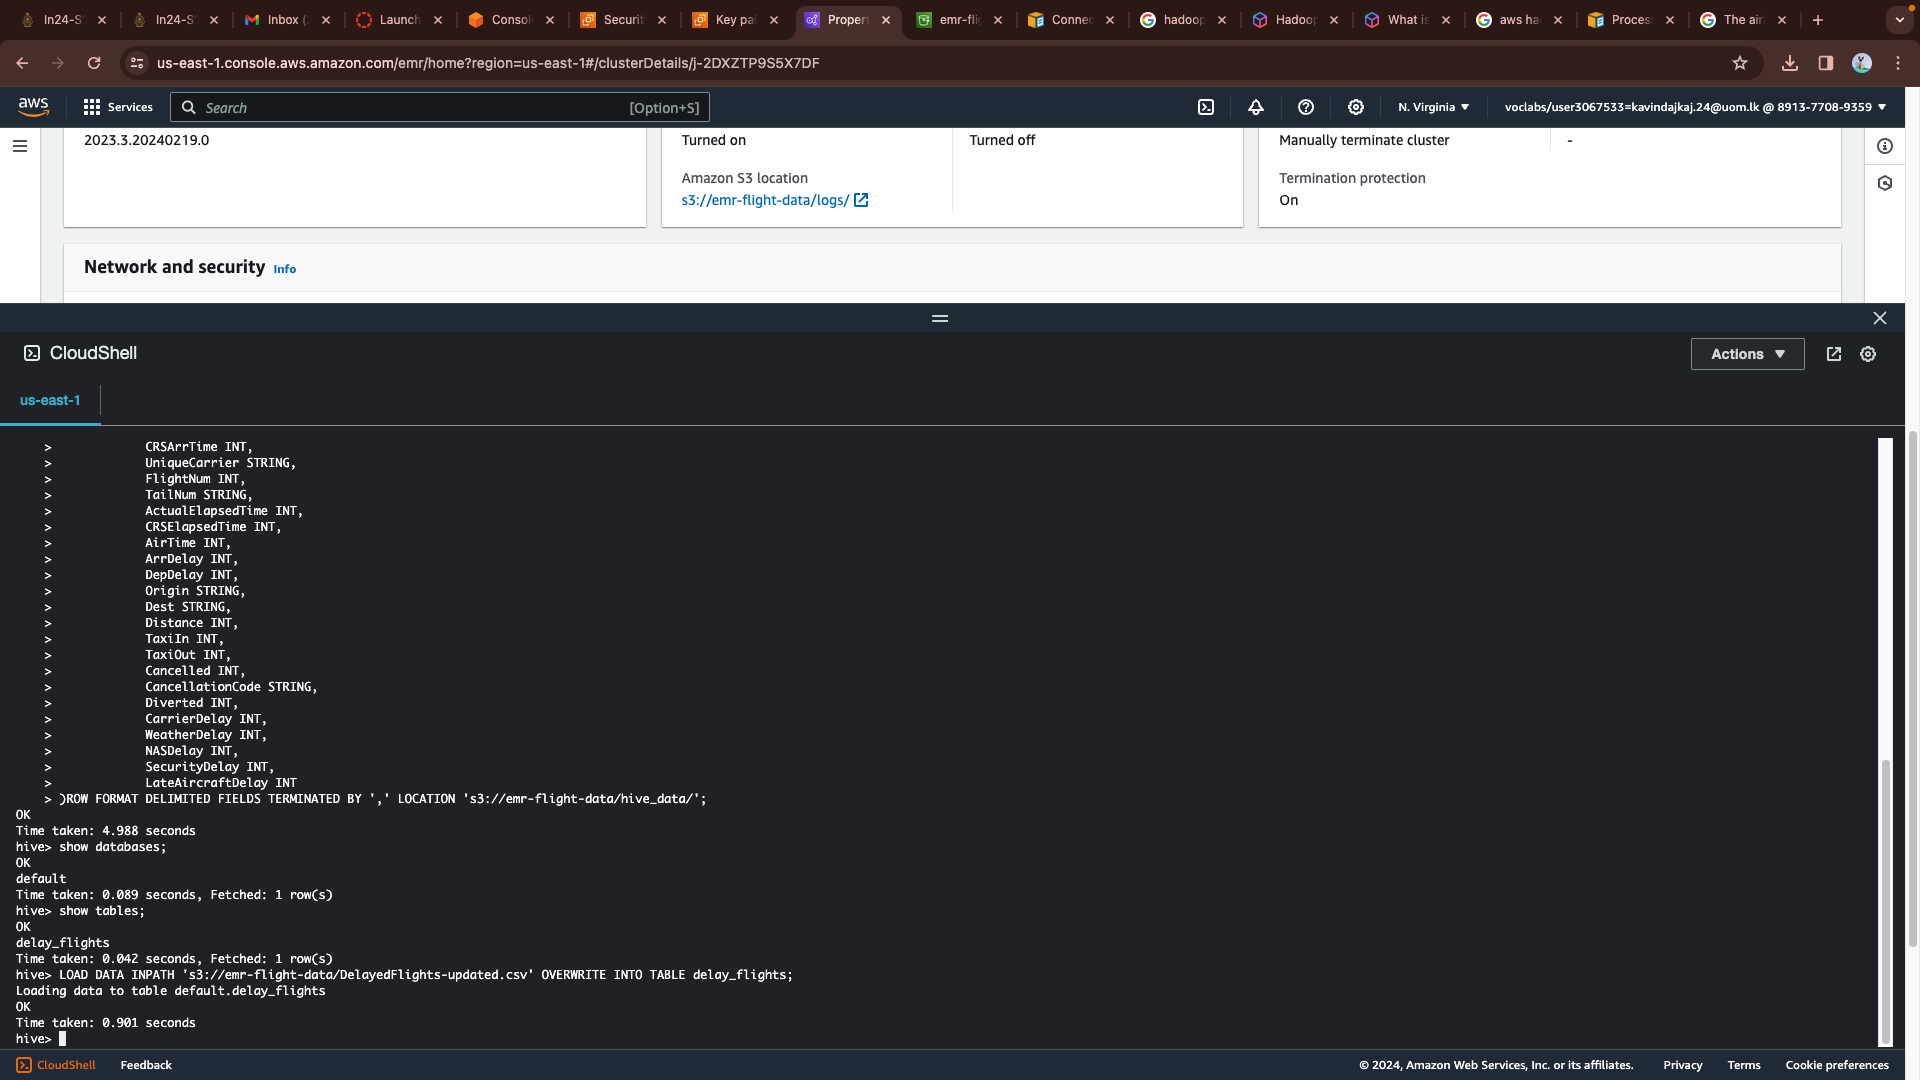 In24-S
In24-S
Inbox (
Launch
Consol
Securit
Key pai
Propert
emr-fli
Connec
hadoop
Hadoop
What is
aws ha
Proces
The air
us-east-1.console.aws.amazon.com/emr/home?region=us-east-1#/clusterDetails/j-2DXZTP9S5X7DF
aws
Services
Search
[Option+S]
N. Virginia
voclabs/user3067533=kavindajkaj.24@uom.lk @ 8913-7708-9359
2023.3.20240219.0
Turned on
Turned off
Manually terminate cluster
-
Amazon S3 location
s3://emr-flight-data/logs/
Termination protection
On
Network and security Info
CloudShell
Actions
us-east-1
> CRSArrTime INT,
> UniqueCarrier STRING,
> FlightNum INT,
> TailNum STRING,
> ActualElapsedTime INT,
> CRSElapsedTime INT,
> AirTime INT,
> ArrDelay INT,
> DepDelay INT,
> Origin STRING,
> Dest STRING,
> Distance INT,
> TaxiIn INT,
> TaxiOut INT,
> Cancelled INT,
> CancellationCode STRING,
> Diverted INT,
> CarrierDelay INT,
> WeatherDelay INT,
> NASDelay INT,
> SecurityDelay INT,
> LateAircraftDelay INT
> )ROW FORMAT DELIMITED FIELDS TERMINATED BY ',' LOCATION 's3://emr-flight-data/hive_data/';
OK
Time taken: 4.988 seconds
hive> show databases;
OK
default
Time taken: 0.089 seconds, Fetched: 1 row(s)
hive> show tables;
OK
delay_flights
Time taken: 0.042 seconds, Fetched: 1 row(s)
hive> LOAD DATA INPATH 's3://emr-flight-data/DelayedFlights-updated.csv' OVERWRITE INTO TABLE delay_flights;
Loading data to table default.delay_flights
OK
Time taken: 0.901 seconds
hive>
CloudShell
Feedback
© 2024, Amazon Web Services, Inc. or its affiliates.
Privacy
Terms
Cookie preferences